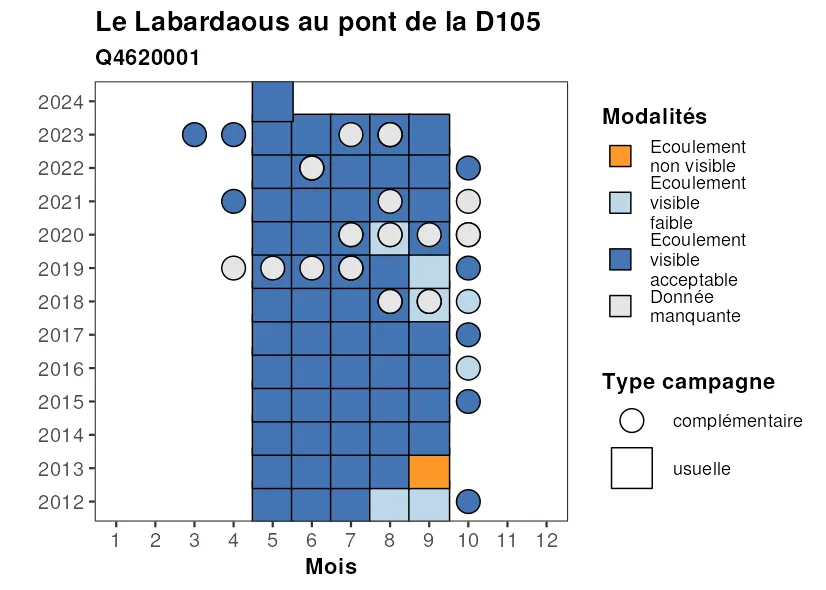 Le Labardaous au pont de la D105
Q4620001
2024
2023
2022
2021
2020
2019
2018
2017
2016
2015
2014
2013
2012
1 2 3 4 5 6 7 8 9 10 11 12
Mois
Modalités
Ecoulement
non visible
Ecoulement
visible
faible
Ecoulement
visible
acceptable
Donnée
manquante
Type campagne
complémentaire
usuelle